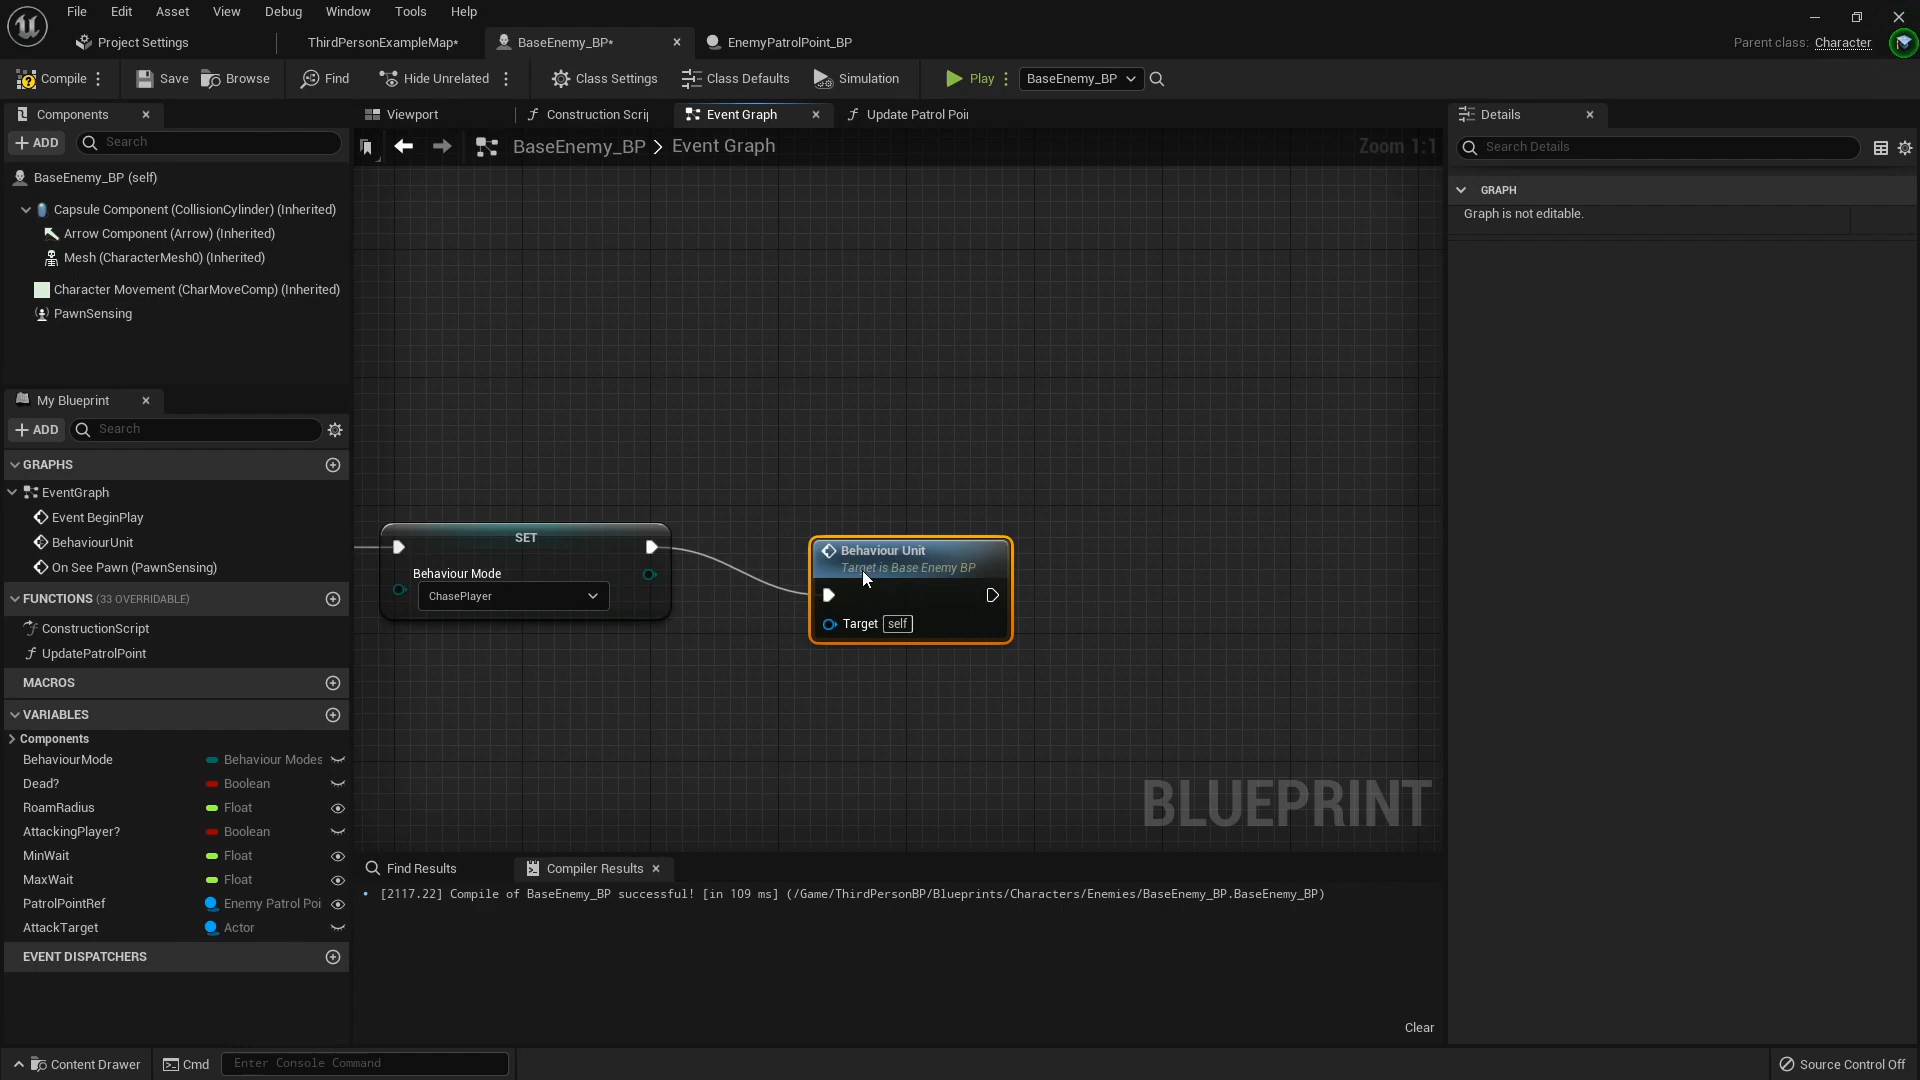 File Edit Asset View Debug Window Tools Help
Project Settings ThirdPersonExampleMap* BaseEnemy_BP* EnemyPatrolPoint_BP Parent class: Character
Compile Save Browse Find Hide Unrelated Class Settings Class Defaults Simulation Play BaseEnemy_BP
Components Viewport Construction Scrip Event Graph Update Patrol Poi Details
ADD Search BaseEnemy_BP > Event Graph Zoom 1:1 Search Details
BaseEnemy_BP (self)
GRAPH
Capsule Component (CollisionCylinder) (Inherited)
Graph is not editable.
Arrow Component (Arrow) (Inherited)
Mesh (CharacterMesh0) (Inherited)
Character Movement (CharMoveComp) (Inherited)
PawnSensing
My Blueprint
ADD Search
GRAPHS
EventGraph
Event BeginPlay
BehaviourUnit
On See Pawn (PawnSensing)
FUNCTIONS (33 OVERRIDABLE)
ConstructionScript
UpdatePatrolPoint
MACROS
VARIABLES
Components
BehaviourMode Behaviour Modes
Dead? Boolean
RoamRadius Float
AttackingPlayer? Boolean
MinWait Float
MaxWait Float
PatrolPointRef Enemy Patrol Poi
AttackTarget Actor
EVENT DISPATCHERS
SET
Behaviour Mode
ChasePlayer
Behaviour Unit
Target is Base Enemy BP
Target self
BLUEPRINT
Find Results Compiler Results
[2117.22] Compile of BaseEnemy_BP successful! [in 109 ms] (/Game/ThirdPersonBP/Blueprints/Characters/Enemies/BaseEnemy_BP.BaseEnemy_BP)
Clear
Content Drawer Cmd Enter Console Command Source Control Off